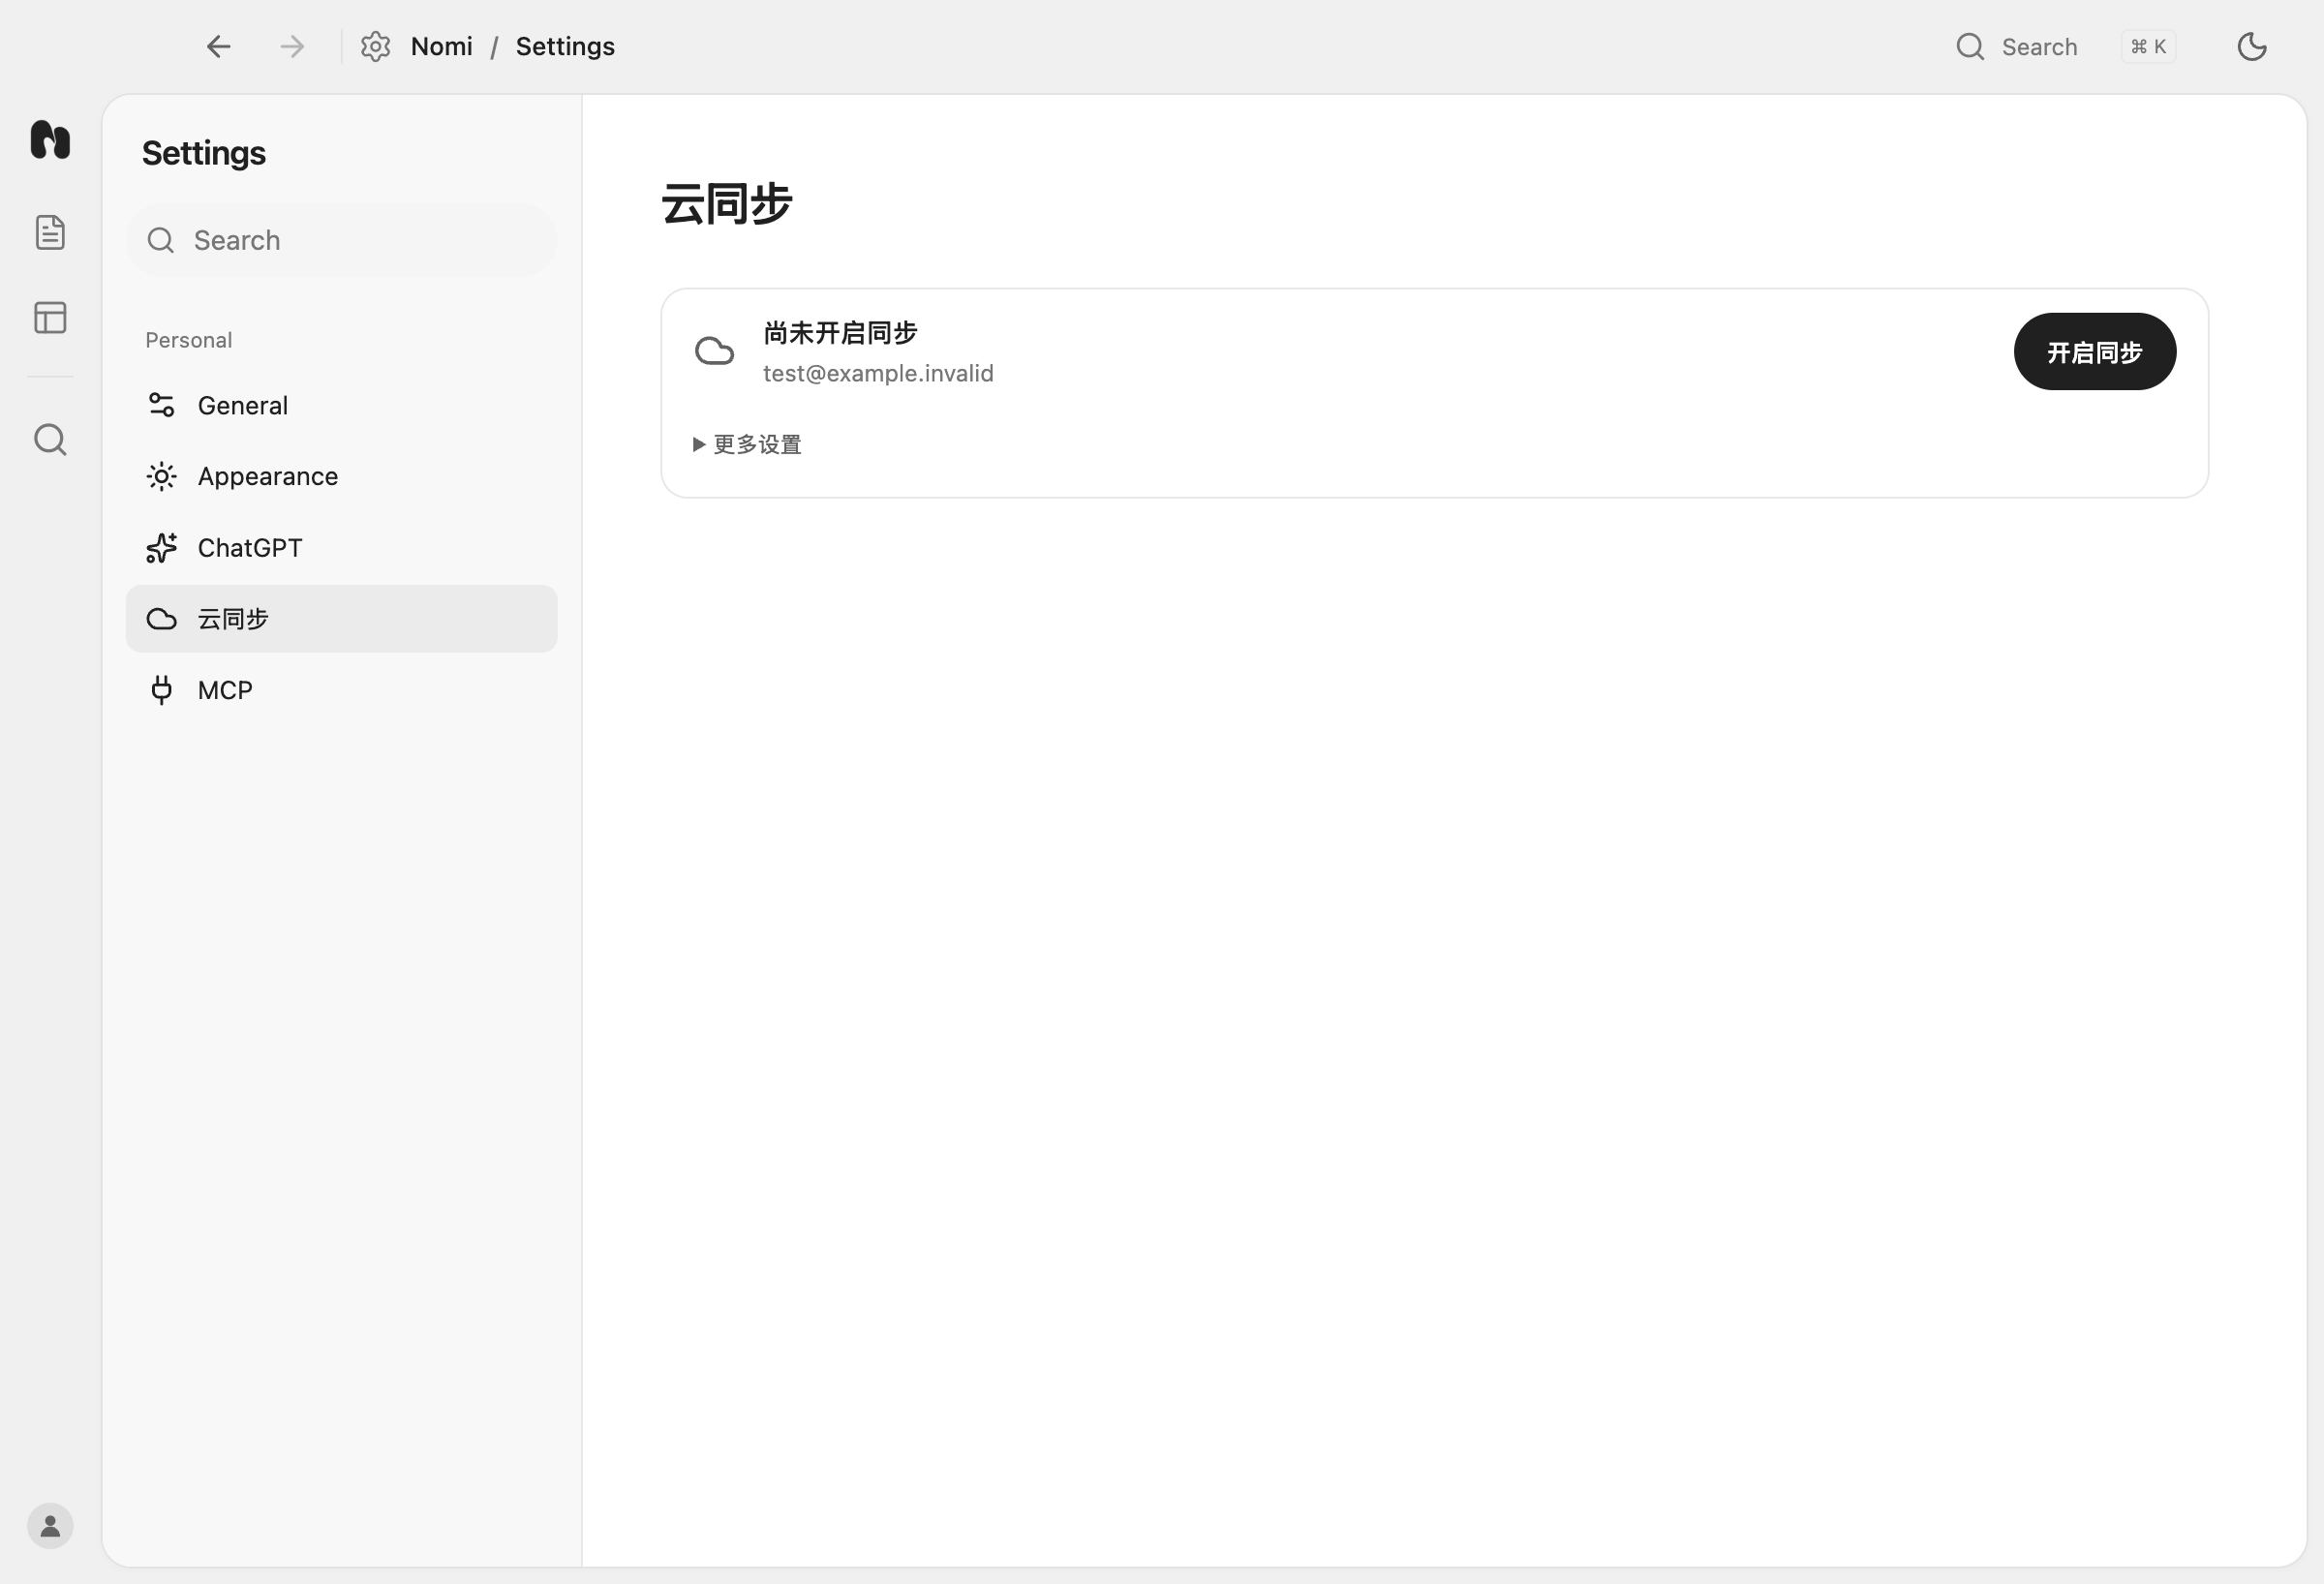 Nomi / Settings
Search ⌘ K
Settings
Search
Personal
General
Appearance
ChatGPT
云同步
MCP
云同步
尚未开启同步
test@example.invalid
开启同步
更多设置